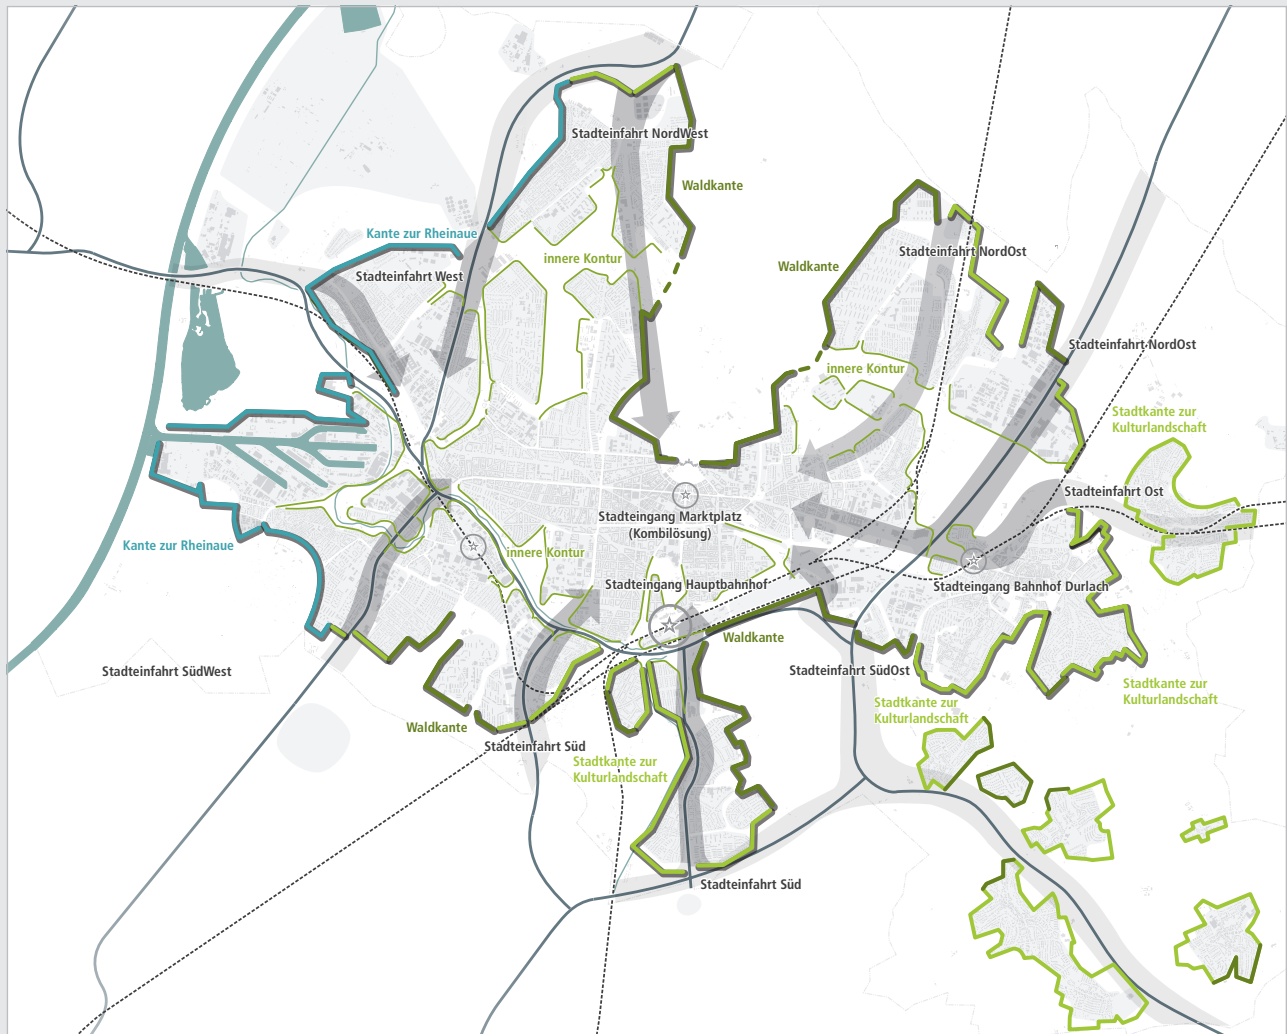 Stadteinfahrt NordWest
Waldkante
Kante zur Rheinaue
Stadteinfahrt West
innere Kontur
Waldkante
Stadteinfahrt NordOst
Stadteinfahrt NordOst
innere Kontur
Stadtkante zur
Kulturlandschaft
Stadteinfahrt Ost
Stadteingang Marktplatz
(Kombilösung)
Kante zur Rheinaue
innere Kontur
Stadteingang Hauptbahnhof
Stadteingang Bahnhof Durlach
Waldkante
Stadteinfahrt SüdWest
Stadteinfahrt SüdOst
Stadtkante zur
Kulturlandschaft
Stadtkante zur
Kulturlandschaft
Waldkante
Stadteinfahrt Süd
Stadtkante zur
Kulturlandschaft
Stadteinfahrt Süd